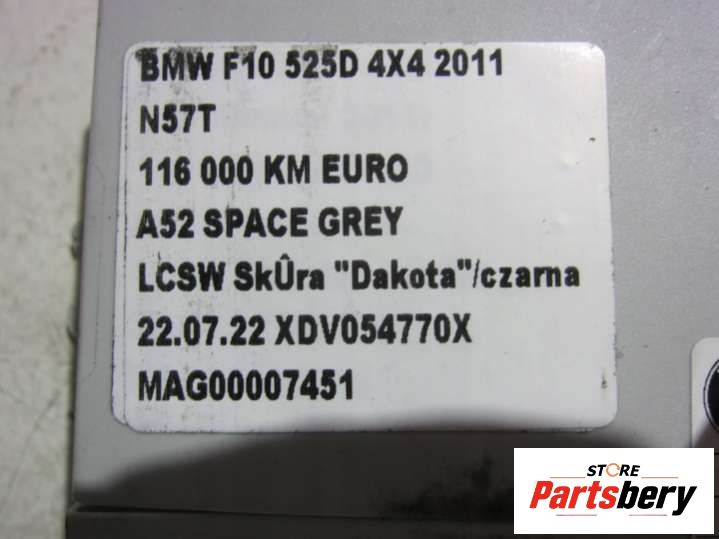 BMW F10 525D 4X4 2011
N57T
116 000 KM EURO
A52 SPACE GREY
LCSW SkÛra "Dakota"/czarna
22.07.22 XDV054770X
MAG00007451
STORE
Partsbery